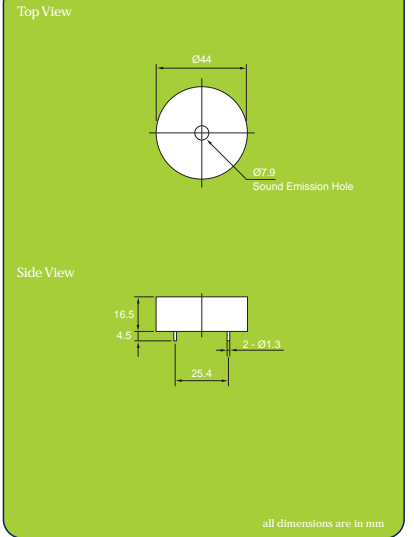 Top View
Ø44
Ø7.9
Sound Emission Hole
Side View
16.5
4.5
2 - Ø1.3
25.4
all dimensions are in mm